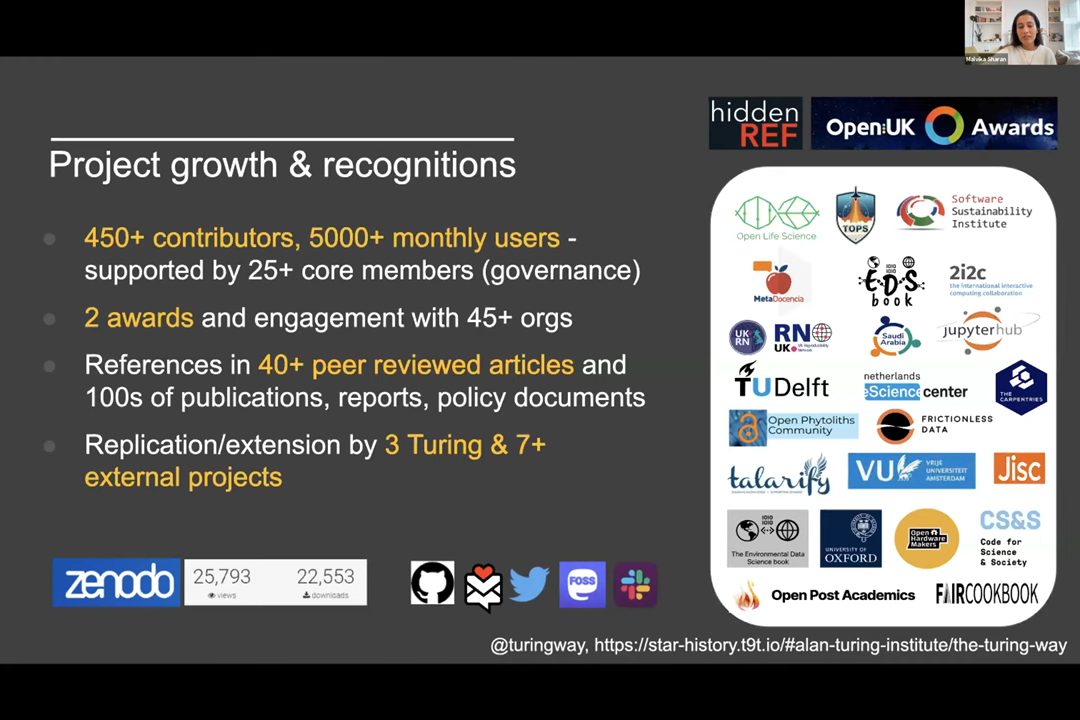 Malvika Sharan
hidden
REF
Open:UK Awards
Project growth & recognitions
450+ contributors, 5000+ monthly users -
supported by 25+ core members (governance)
2 awards and engagement with 45+ orgs
References in 40+ peer reviewed articles and
100s of publications, reports, policy documents
Replication/extension by 3 Turing & 7+
external projects
zenodo
25,793
views
22,553
downloads
FOSS
Open Life Science
TOPS
Software
Sustainability
Institute
MetaDocencia
EDS
book
2i2c
the international interactive
computing collaboration
UK
RN
RN
UK
Saudi
Arabia
jupyterhub
TU Delft
netherlands
eScience center
THE
CARPENTRIES
Open Phytoliths
Community
FRICTIONLESS
DATA
talarify
VU
VRIJE
UNIVERSITEIT
AMSTERDAM
Jisc
The Environmental Data
Science book
UNIVERSITY OF
OXFORD
Open
Hardware
Makers
CS&S
Code for
Science
& Society
Open Post Academics
FAIRCOOKBOOK
@turingway, https://star-history.t9t.io/#alan-turing-institute/the-turing-way